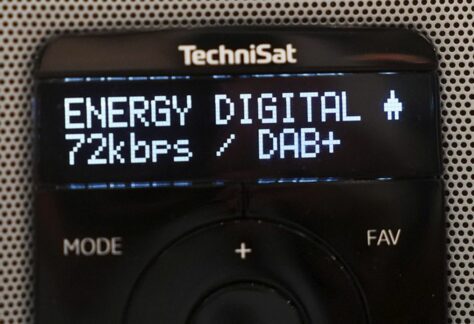 TechniSat
ENERGY DIGITAL
72kbps / DAB+
MODE + FAV